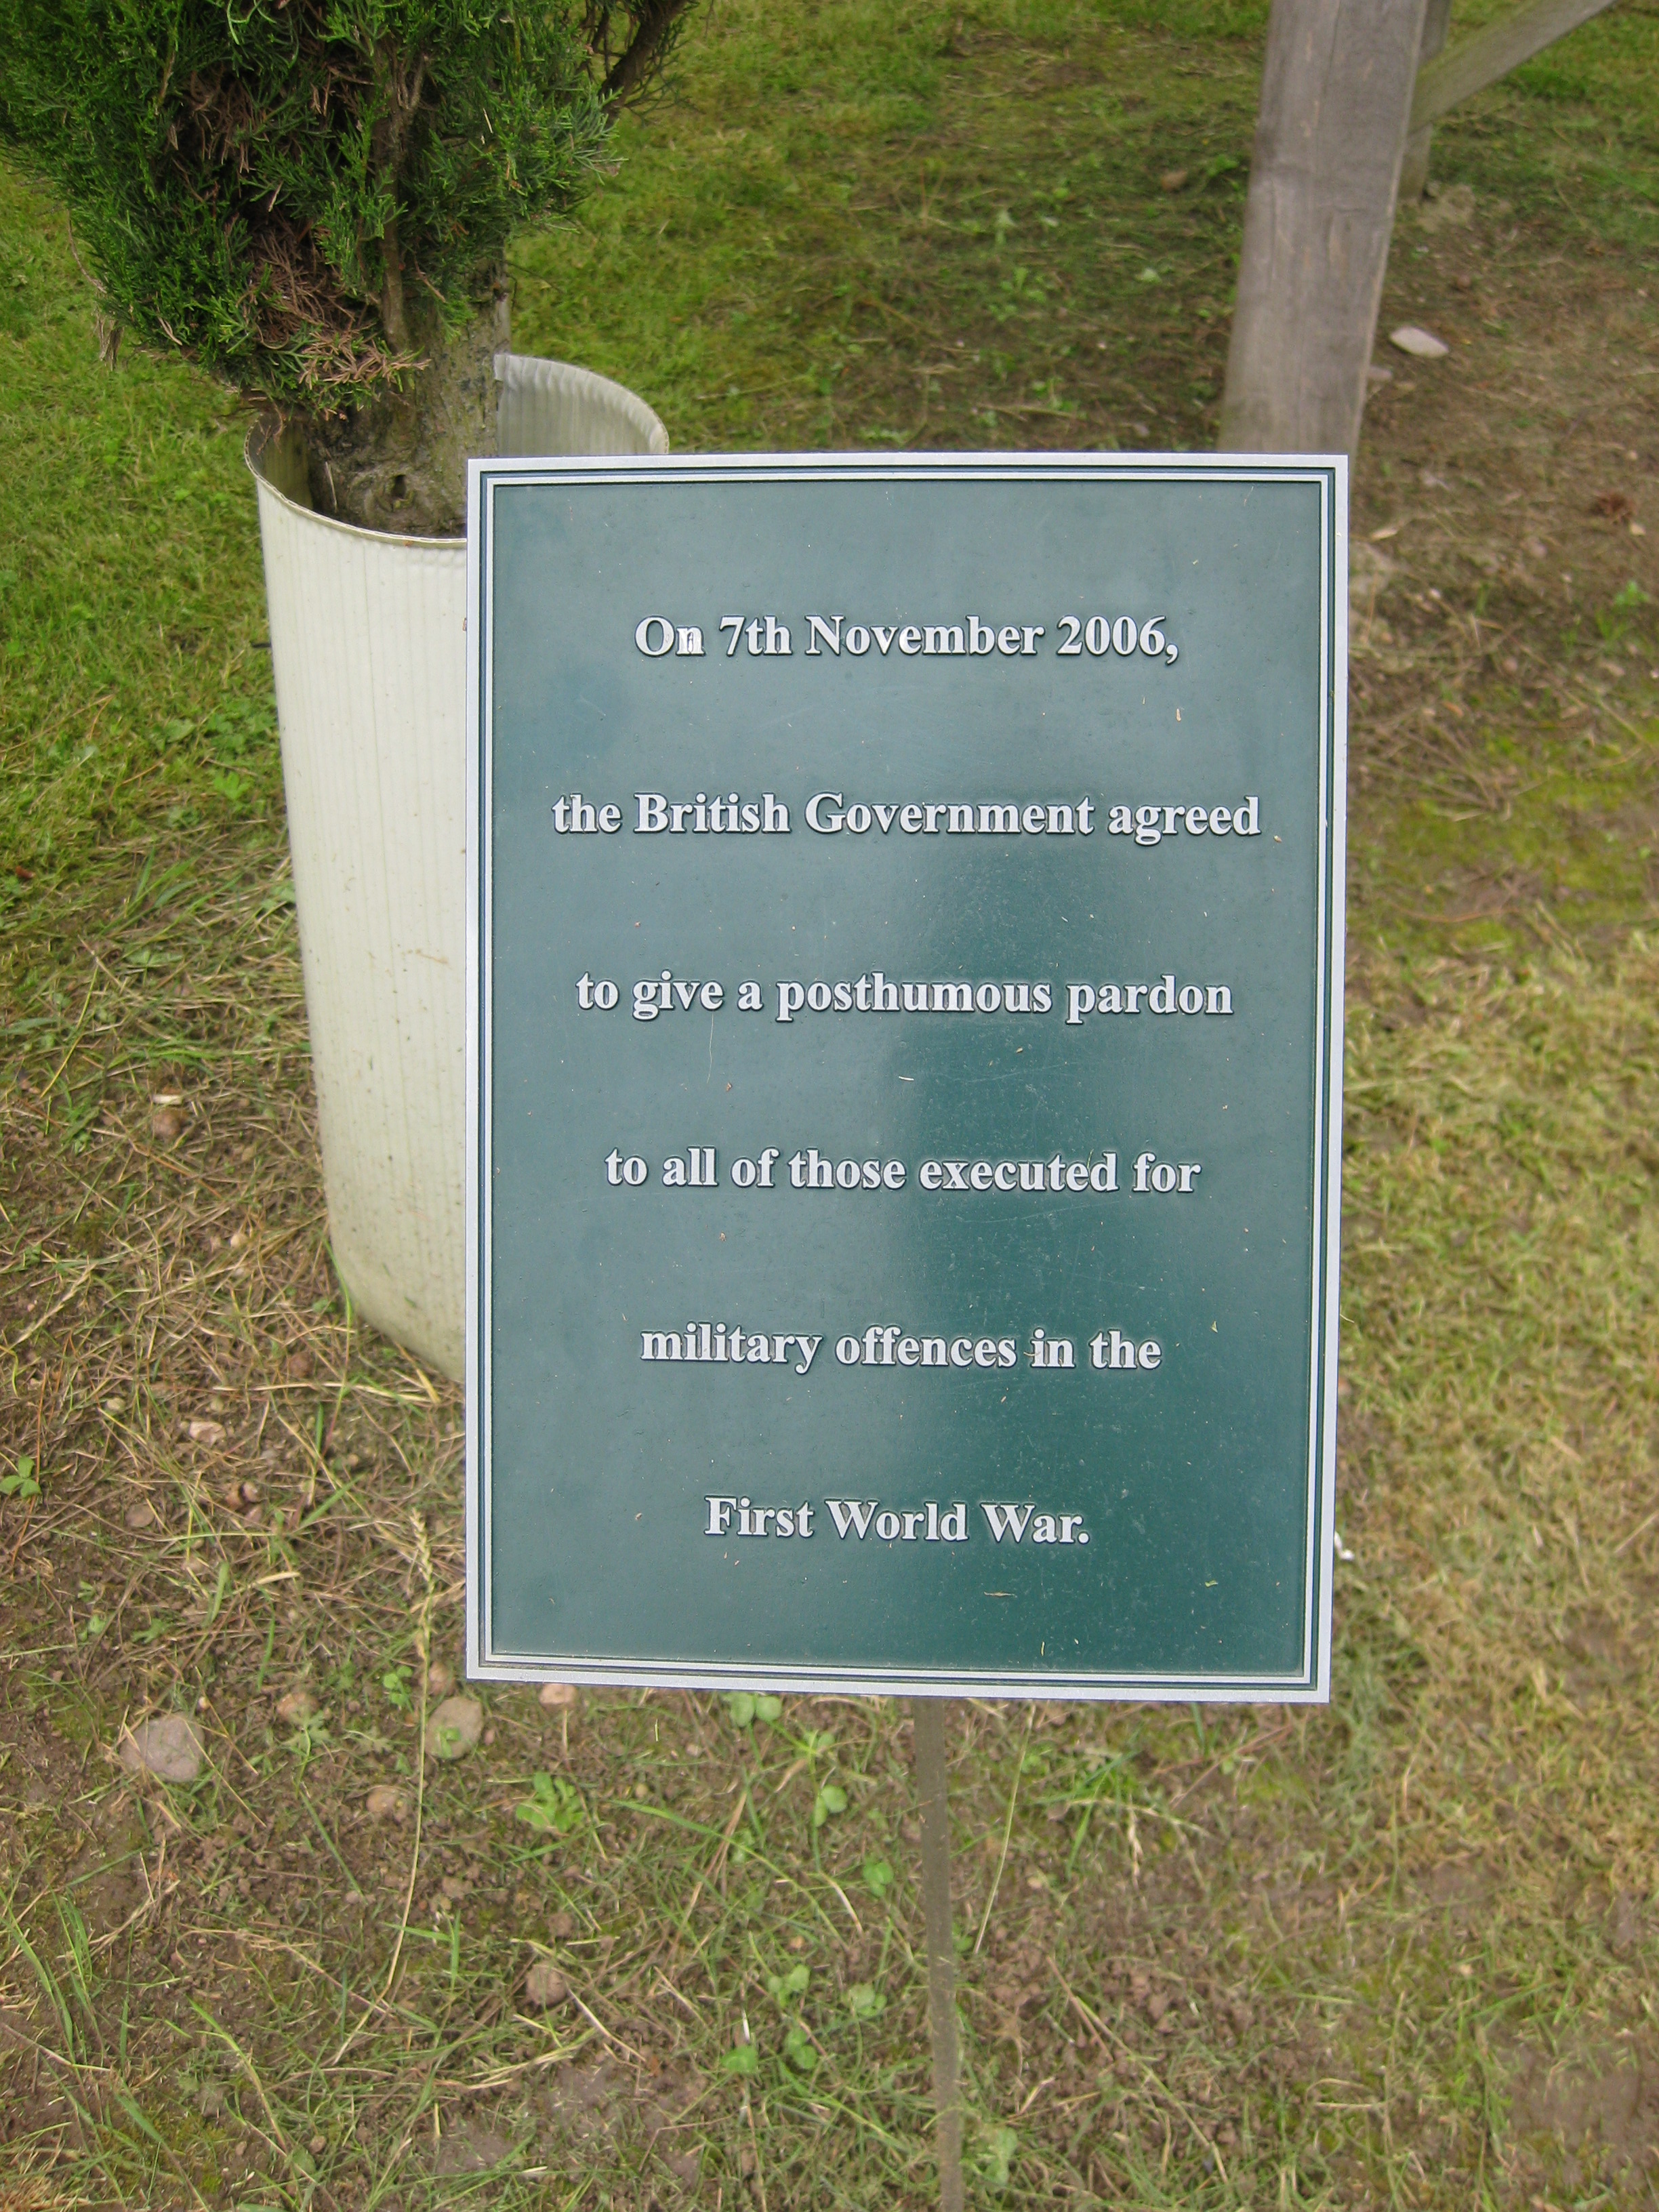 On 7th November 2006,
the British Government agreed
to give a posthumous pardon
to all of those executed for
military offences in the
First World War.